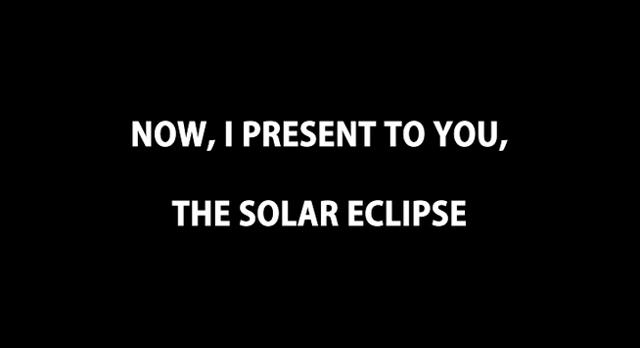 NOW, I PRESENT TO YOU,
THE SOLAR ECLIPSE